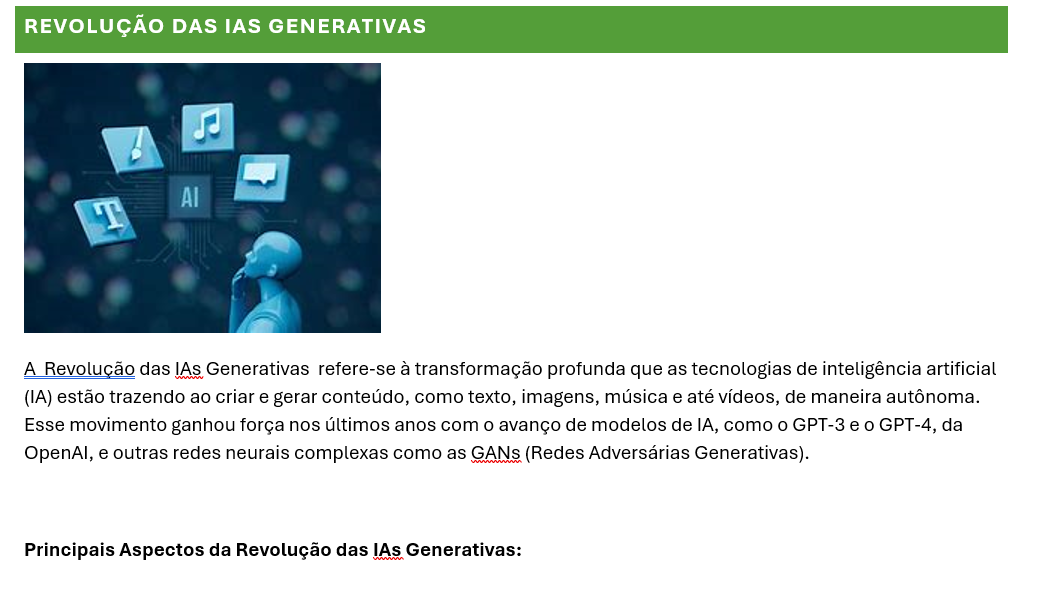 REVOLUÇÃO DAS IAS GENERATIVAS
T
AI
A  Revolução das IAs Generativas  refere-se à transformação profunda que as tecnologias de inteligência artificial
(IA) estão trazendo ao criar e gerar conteúdo, como texto, imagens, música e até vídeos, de maneira autônoma.
Esse movimento ganhou força nos últimos anos com o avanço de modelos de IA, como o GPT-3 e o GPT-4, da
OpenAI, e outras redes neurais complexas como as GANs (Redes Adversárias Generativas).
Principais Aspectos da Revolução das IAs Generativas: